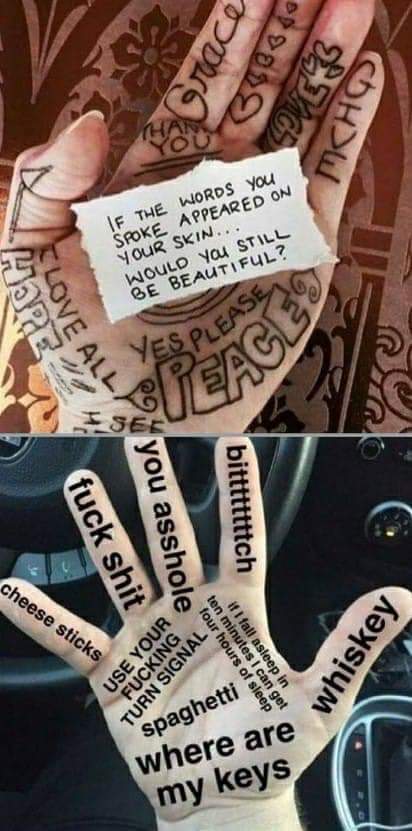 Grace
THANK
YOU
GIVE
IF THE WORDS YOU
SPOKE APPEARED ON
YOUR SKIN...
WOULD YOU STILL
BE BEAUTIFUL?
HOPE
LOVE ALL
YES PLEASE
PEACE
I SEE
cheese sticks
fuck shit
you asshole
bitttttttch
whiskey
USE YOUR
FUCKING
TURN SIGNAL
if I fall asleep in
ten minutes I can get
four hours of sleep
spaghetti
where are
my keys